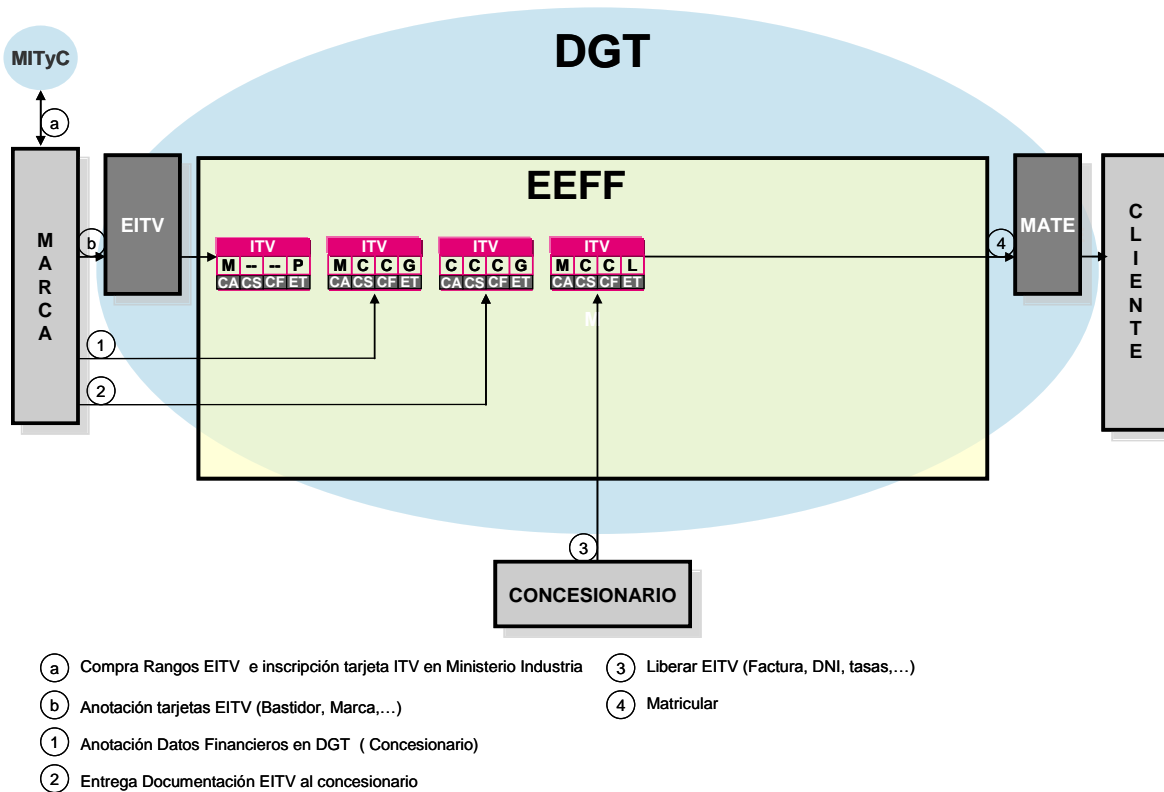 DGT
MITyC
a
MARCA
b
EITV
EEFF
ITV
M -- -- P
CA CS CF ET
ITV
M C C G
CA CS CF ET
ITV
C C C G
CA CS CF ET
ITV
M C C L
CA CS CF ET
M
4
MATE
CLIENTE
1
2
3
CONCESIONARIO
a Compra Rangos EITV e inscripción tarjeta ITV en Ministerio Industria
b Anotación tarjetas EITV (Bastidor, Marca,...)
1 Anotación Datos Financieros en DGT ( Concesionario)
2 Entrega Documentación EITV al concesionario
3 Liberar EITV (Factura, DNI, tasas,...)
4 Matricular